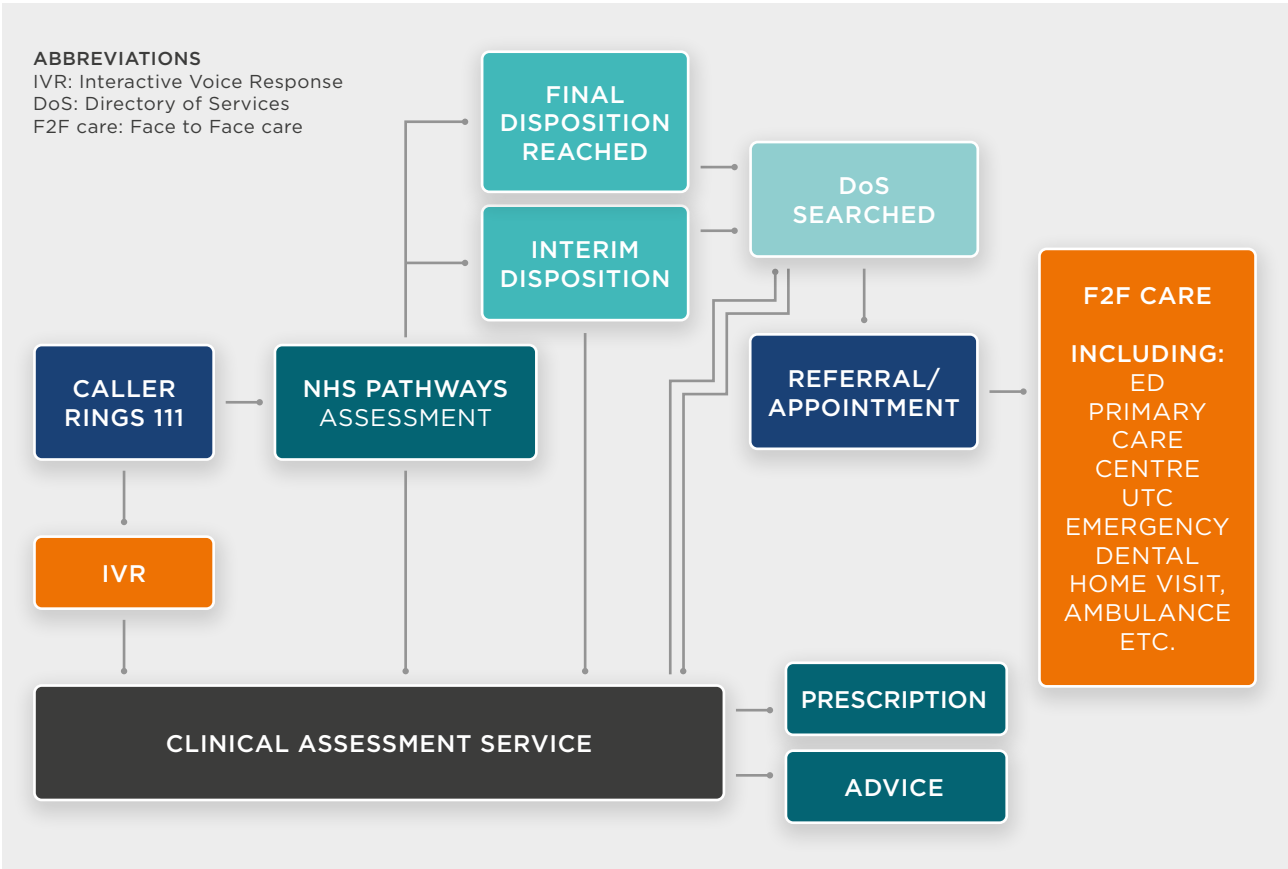 ABBREVIATIONS
IVR: Interactive Voice Response
DoS: Directory of Services
F2F care: Face to Face care
FINAL
DISPOSITION
REACHED
DoS
SEARCHED
INTERIM
DISPOSITION
F2F CARE
INCLUDING:
ED
PRIMARY
CARE
CENTRE
UTC
EMERGENCY
DENTAL
HOME VISIT,
AMBULANCE
ETC.
CALLER
RINGS 111
NHS PATHWAYS
ASSESSMENT
REFERRAL/
APPOINTMENT
IVR
CLINICAL ASSESSMENT SERVICE
PRESCRIPTION
ADVICE